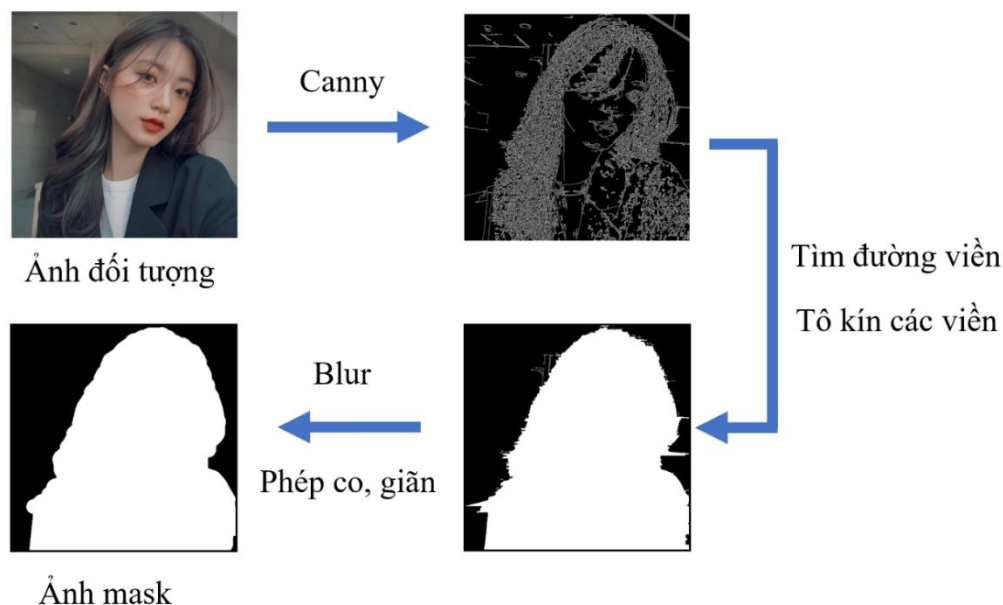 Canny
Ảnh đối tượng
Tìm đường viền
Tô kín các viền
Blur
Phép co, giãn
Ảnh mask